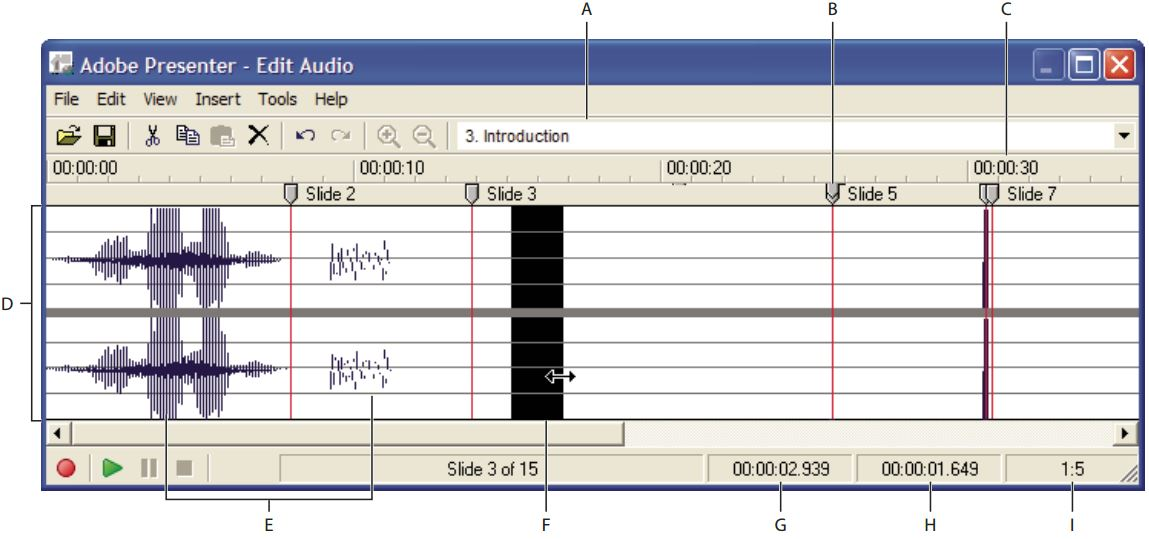 A B C
Adobe Presenter - Edit Audio
File Edit View Insert Tools Help
3. Introduction
00:00:00 00:00:10 00:00:20 00:00:30
Slide 2 Slide 3 Slide 5 Slide 7
D
Slide 3 of 15 00:00:02.939 00:00:01.649 1:5
E F G H I